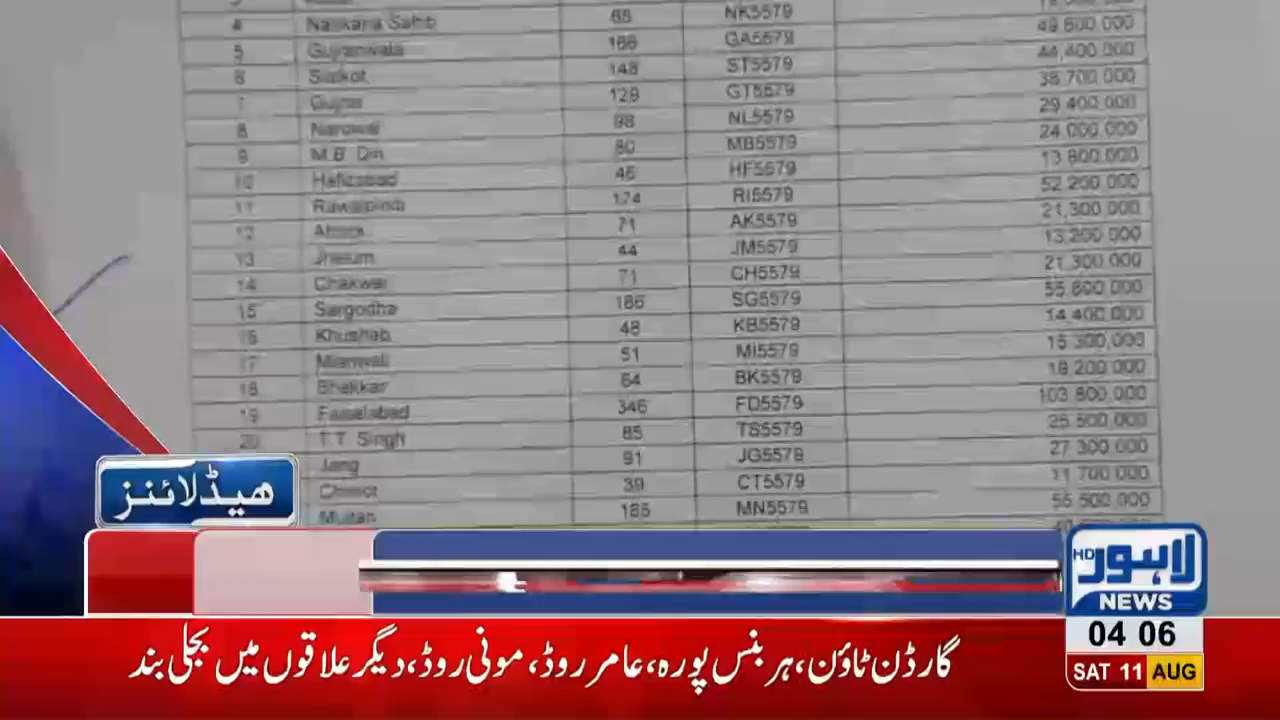 4 Nankana Sahib 65 NK5579
5 Gujranwala 166 GA5579 49,800,000
6 Sialkot 148 ST5579 44,400,000
7 Gujrat 129 GT5579 38,700,000
8 Narowal 98 NL5579 29,400,000
9 M.B. Din 80 MB5579 24,000,000
10 Hafizabad 46 HF5579 13,800,000
11 Rawalpindi 174 RI5579 52,200,000
12 Attock 71 AK5579 21,300,000
13 Jhelum 44 JM5579 13,200,000
14 Chakwal 71 CH5579 21,300,000
15 Sargodha 186 SG5579 55,800,000
16 Khushab 48 KB5579 14,400,000
17 Mianwali 51 MI5579 15,300,000
18 Bhakkar 64 BK5579 19,200,000
19 Faisalabad 346 FD5579 103,800,000
20 T.T. Singh 85 TS5579 25,500,000
Jang 91 JG5579 27,300,000
Chiniot 39 CT5579 11,700,000
Multan 185 MN5579 55,500,000
ھیڈلائنز
لاہور HD
NEWS
04 06
SAT 11 AUG
گارڈن ٹاؤن، ہربنس پورہ، عامر روڈ، مونی روڈ، دیگر علاقوں میں بجلی بند